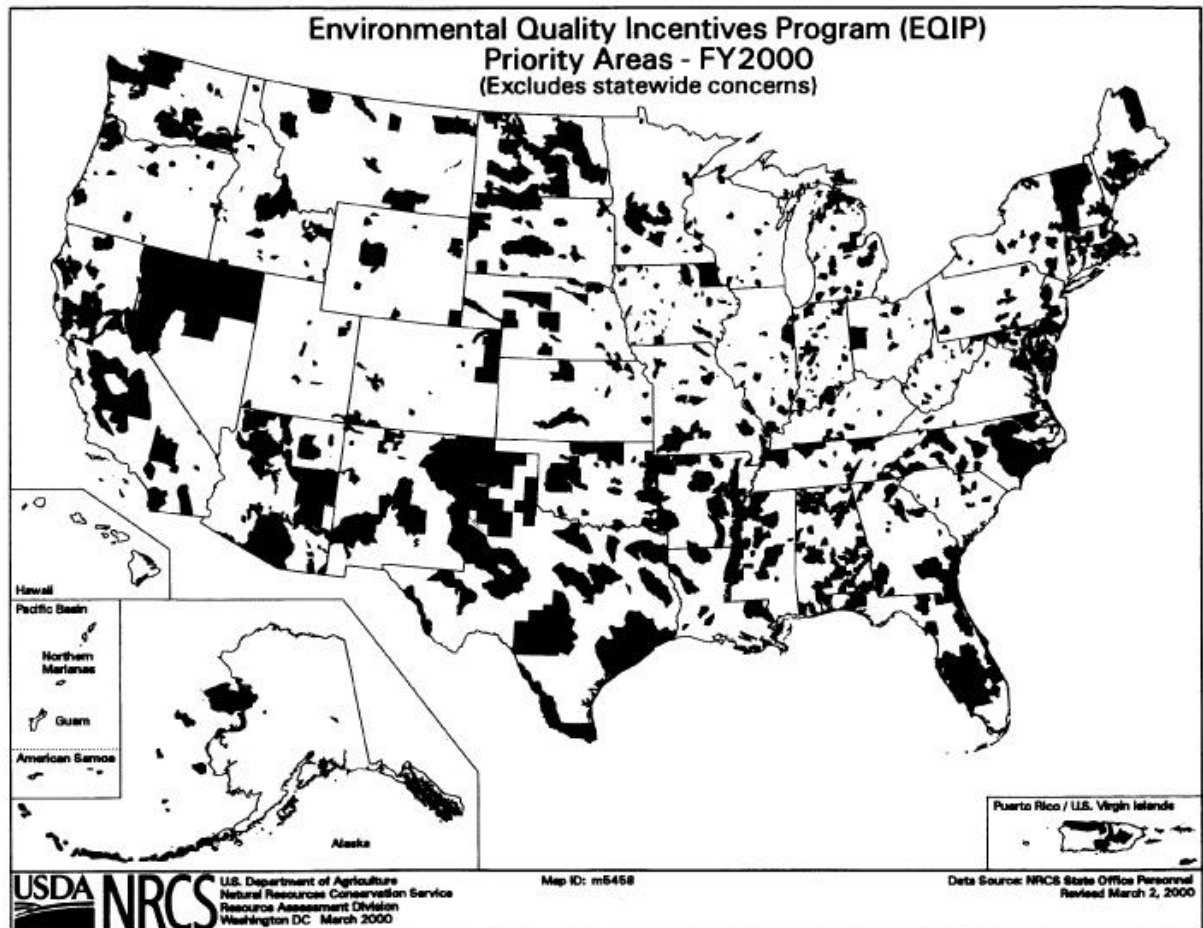 Environmental Quality Incentives Program (EQIP)
Priority Areas - FY2000
(Excludes statewide concerns)
Hawaii
Pacific Basin
Northern
Marianas
Guam
American Samoa
Alaska
Puerto Rico / U.S. Virgin Islands
USDA NRCS
U.S. Department of Agriculture
Natural Resources Conservation Service
Resource Assessment Division
Washington DC March 2000
Map ID: m5458
Data Source: NRCS State Office Personnel
Revised March 2, 2000